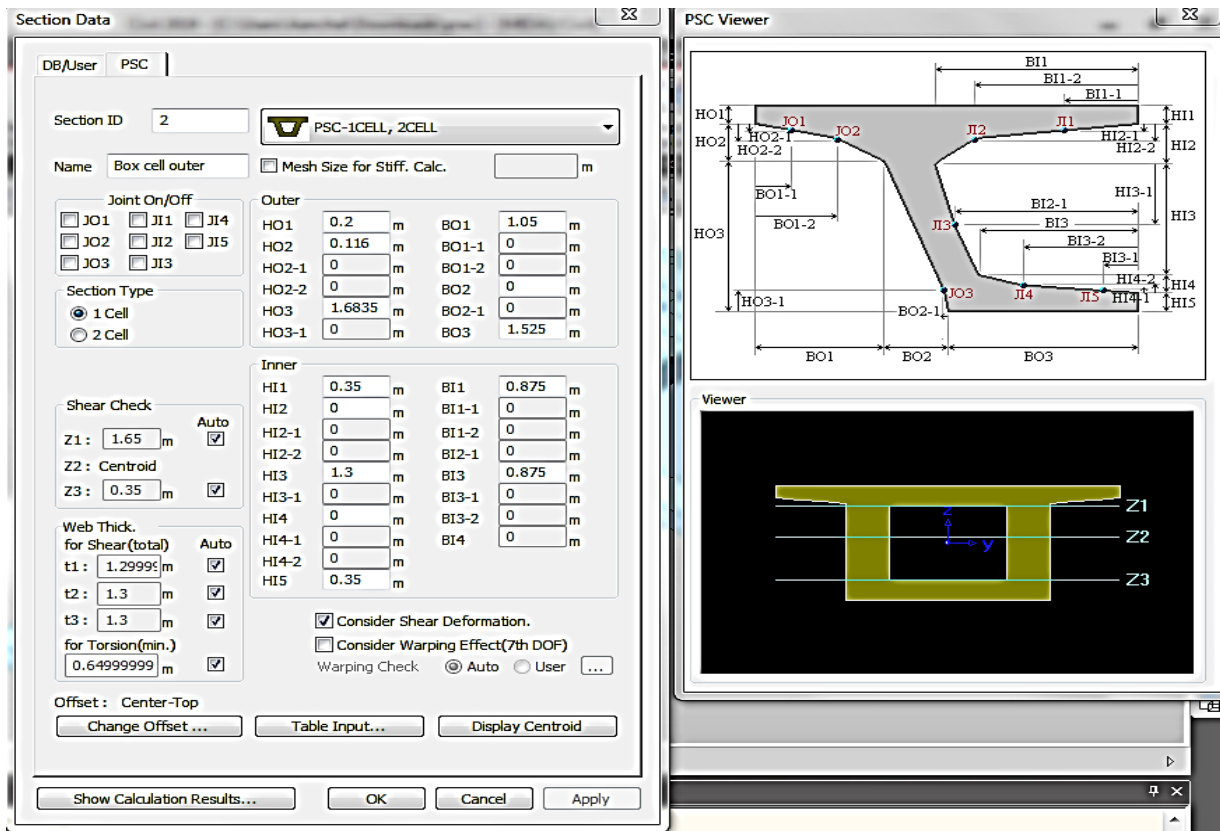 Section Data
DB/User PSC
Section ID 2 PSC-1CELL, 2CELL
Name Box cell outer Mesh Size for Stiff. Calc. m
Joint On/Off
JO1 JI1 JI4
JO2 JI2 JI5
JO3 JI3
Section Type
1 Cell
2 Cell
Outer
HO1 0.2 m BO1 1.05 m
HO2 0.116 m BO1-1 0 m
HO2-1 0 m BO1-2 0 m
HO2-2 0 m BO2 0 m
HO3 1.6835 m BO2-1 0 m
HO3-1 0 m BO3 1.525 m
Inner
HI1 0.35 m BI1 0.875 m
HI2 0 m BI1-1 0 m
HI2-1 0 m BI1-2 0 m
HI2-2 0 m BI2-1 0 m
HI3 1.3 m BI3 0.875 m
HI3-1 0 m BI3-1 0 m
HI4 0 m BI3-2 0 m
HI4-1 0 m BI4 0 m
HI4-2 0 m
HI5 0.35 m
Shear Check
Auto
Z1 : 1.65 m
Z2 : Centroid
Z3 : 0.35 m
Web Thick.
for Shear(total) Auto
t1 : 1.29999 m
t2 : 1.3 m
t3 : 1.3 m
for Torsion(min.)
0.64999999 m
Consider Shear Deformation.
Consider Warping Effect(7th DOF)
Warping Check Auto User ...
Offset : Center-Top
Change Offset ... Table Input... Display Centroid
Show Calculation Results... OK Cancel Apply
PSC Viewer
BI1
BI1-2
BI1-1
HO1 JO1 JO2 JI2 JI1 HI1
HO2 HO2-1 HI2-1 HI2
HO2-2 HI2-2
BO1-1
BO1-2
HI3-1
BI2-1
JI3 BI3 HI3
HO3
BI3-2
BI3-1
HI4-2 HI4
HO3-1 JO3 JI4 JI5 HI4-1 HI5
BO2-1
BO1 BO2 BO3
Viewer
Z1
z
Z2
y
Z3